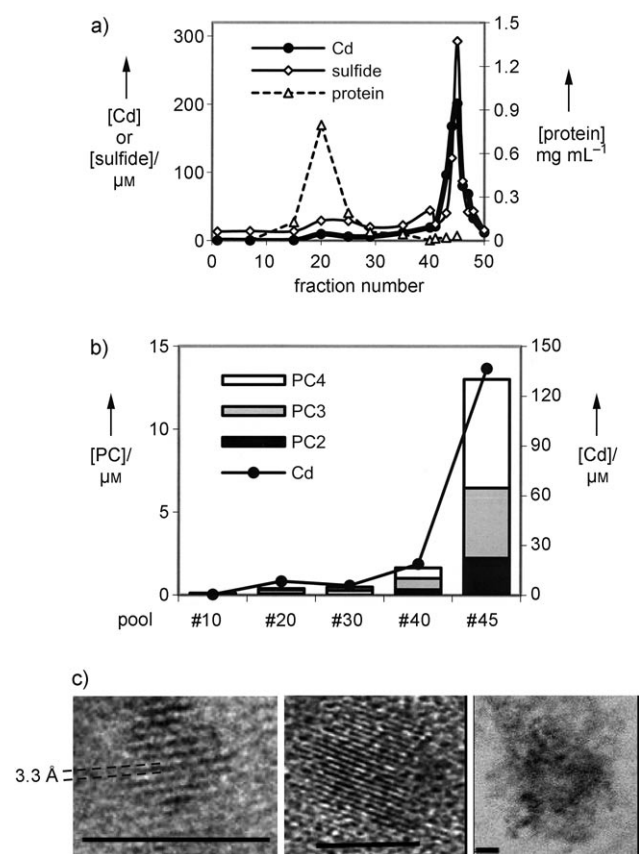 a)
300
200
100
0
[Cd]
or
[sulfide]/
μM
Cd
sulfide
protein
1.5
1.2
0.9
0.6
0.3
0
[protein]
mg mL⁻¹
0 10 20 30 40 50
fraction number
b)
15
10
5
0
[PC]/
μM
PC4
PC3
PC2
Cd
150
120
90
60
30
0
[Cd]/
μM
pool #10 #20 #30 #40 #45
c)
3.3 Å